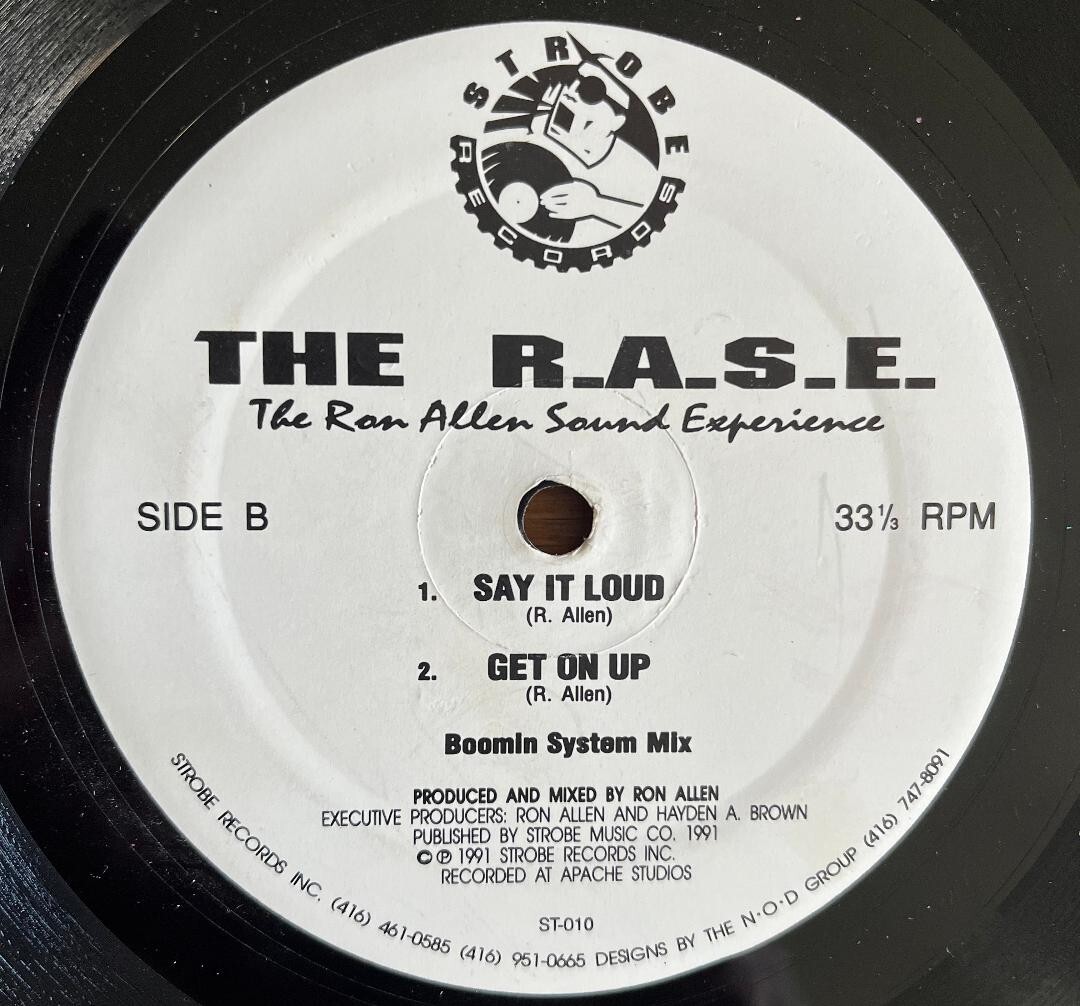 STROBE
RECORDS
THE R.A.S.E.
The Ron Allen Sound Experience
SIDE B
33 1/3 RPM
1. SAY IT LOUD
(R. Allen)
2. GET ON UP
(R. Allen)
Boomin System Mix
PRODUCED AND MIXED BY RON ALLEN
EXECUTIVE PRODUCERS: RON ALLEN AND HAYDEN A. BROWN
PUBLISHED BY STROBE MUSIC CO. 1991
© ℗ 1991 STROBE RECORDS INC.
RECORDED AT APACHE STUDIOS
ST-010
STROBE RECORDS INC. (416) 461-0585 (416) 951-0665 DESIGNS BY THE N·O·D GROUP (416) 747-8091